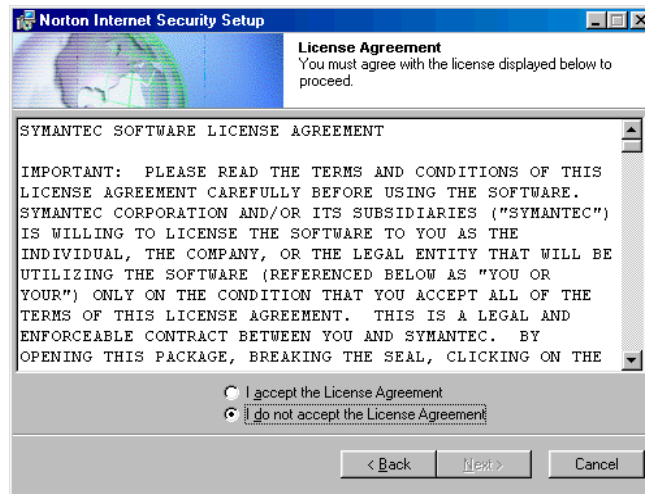 Norton Internet Security Setup
License Agreement
You must agree with the license displayed below to
proceed.
SYMANTEC SOFTWARE LICENSE AGREEMENT
IMPORTANT: PLEASE READ THE TERMS AND CONDITIONS OF THIS
LICENSE AGREEMENT CAREFULLY BEFORE USING THE SOFTWARE.
SYMANTEC CORPORATION AND/OR ITS SUBSIDIARIES ("SYMANTEC")
IS WILLING TO LICENSE THE SOFTWARE TO YOU AS THE
INDIVIDUAL, THE COMPANY, OR THE LEGAL ENTITY THAT WILL BE
UTILIZING THE SOFTWARE (REFERENCED BELOW AS "YOU OR
YOUR") ONLY ON THE CONDITION THAT YOU ACCEPT ALL OF THE
TERMS OF THIS LICENSE AGREEMENT. THIS IS A LEGAL AND
ENFORCEABLE CONTRACT BETWEEN YOU AND SYMANTEC. BY
OPENING THIS PACKAGE, BREAKING THE SEAL, CLICKING ON THE
I accept the License Agreement
I do not accept the License Agreement
< Back Next > Cancel